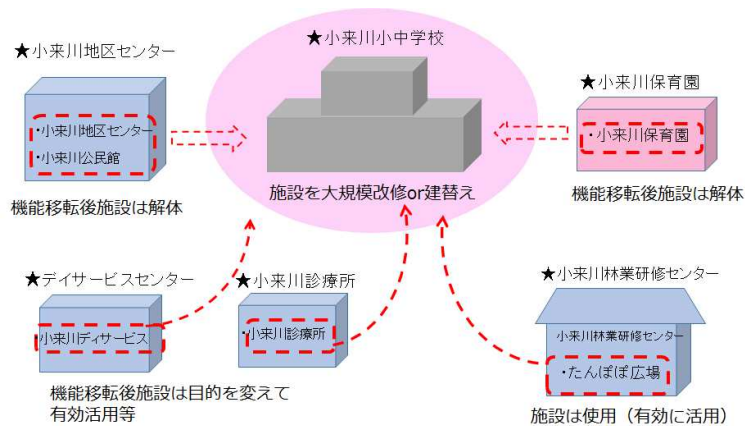 ★小来川地区センター
・小来川地区センター
・小来川公民館
機能移転後施設は解体
★小来川小中学校
施設を大規模改修or建替え
★小来川保育園
・小来川保育園
機能移転後施設は解体
★デイサービスセンター
・小来川ディサービス
★小来川診療所
・小来川診療所
機能移転後施設は目的を変えて
有効活用等
★小来川林業研修センター
小来川林業研修センター
・たんぽぽ広場
施設は使用（有効に活用）